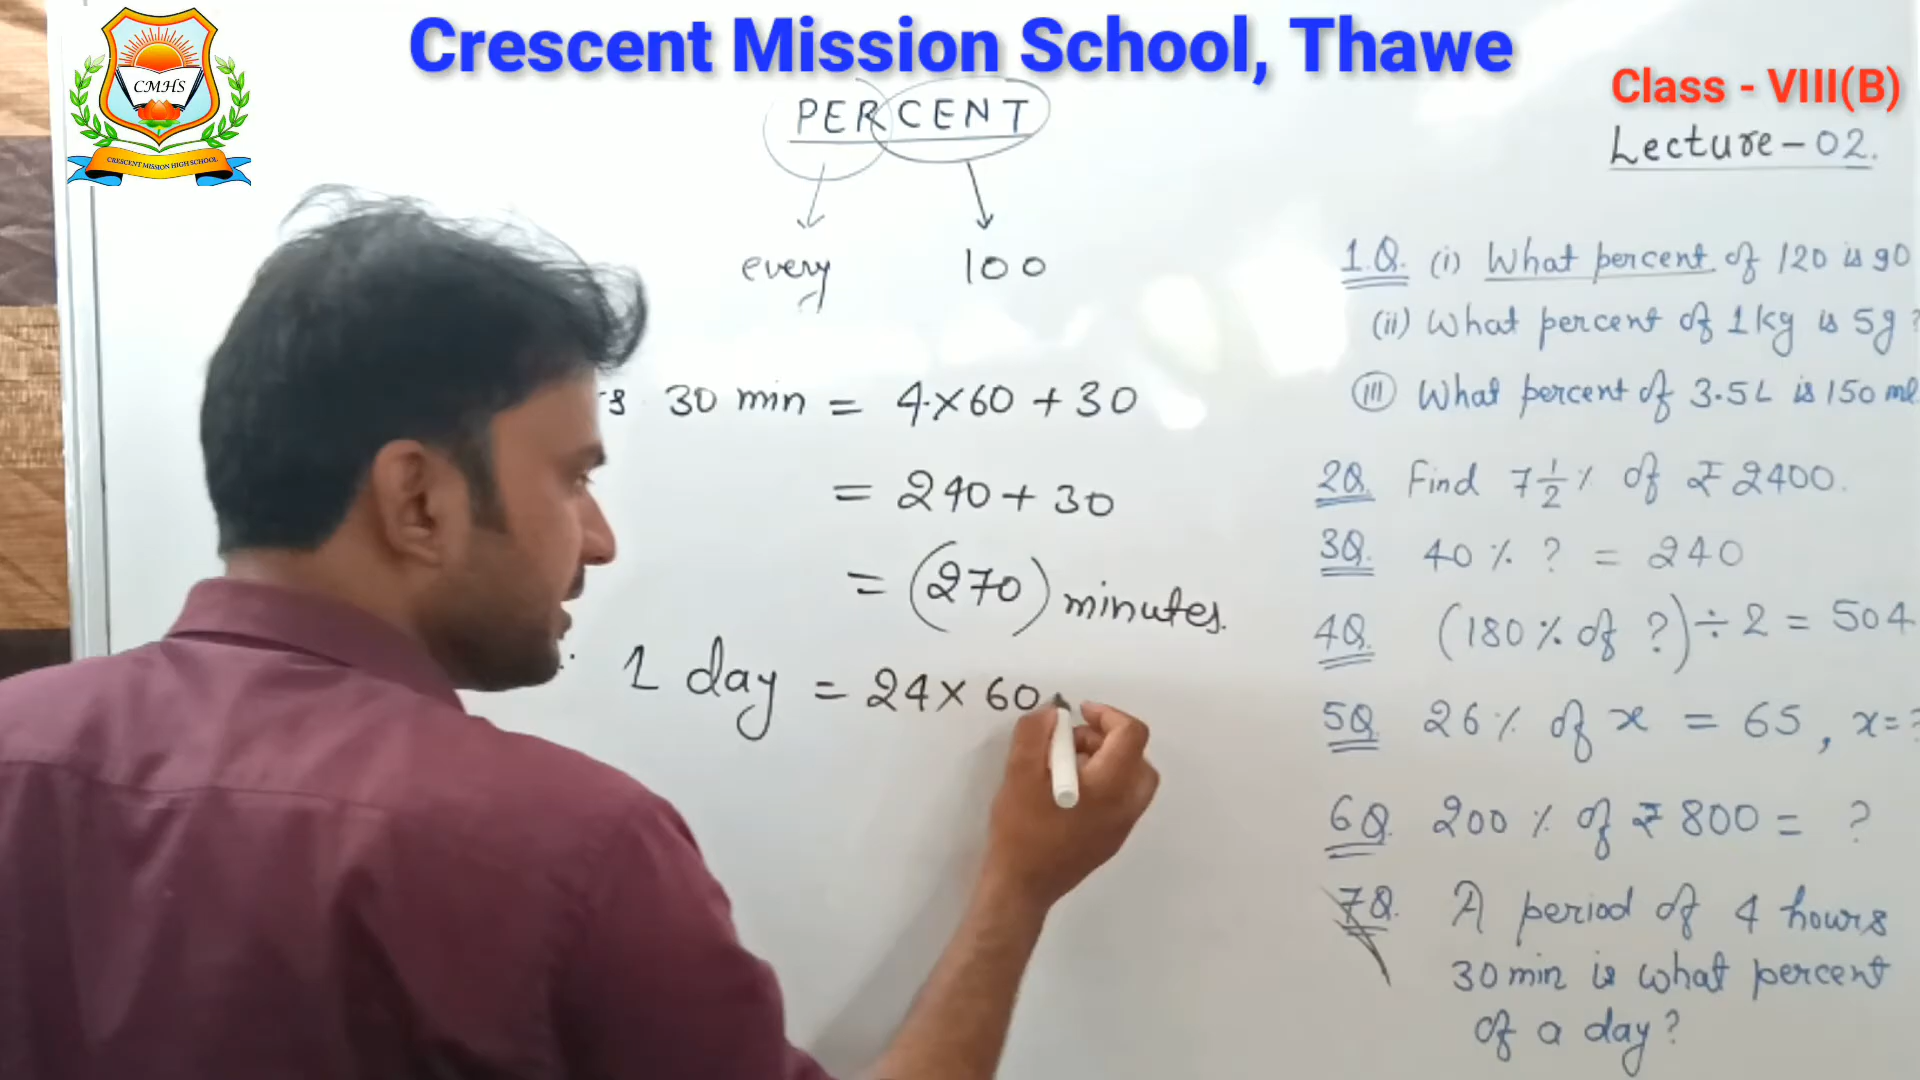 Crescent Mission School, Thawe
CMHS
CRESCENT MISSION HIGH SCHOOL
Class - VIII(B)
Lecture-02.
PERCENT
every 100
30 min = 4×60+30
= 240+30
= (270) minutes.
1 day = 24×60
1Q. (i) What percent of 120 is 90
(ii) What percent of 1kg is 5g ?
(iii) What percent of 3.5L is 150 ml
2Q. Find 7 1/2 % of ₹ 2400.
3Q. 40 % ? = 240
4Q. (180 % of ?) ÷ 2 = 504
5Q. 26 % of x = 65, x = ?
6Q. 200 % of ₹ 800 = ?
7Q. A period of 4 hours
30 min is what percent
of a day?